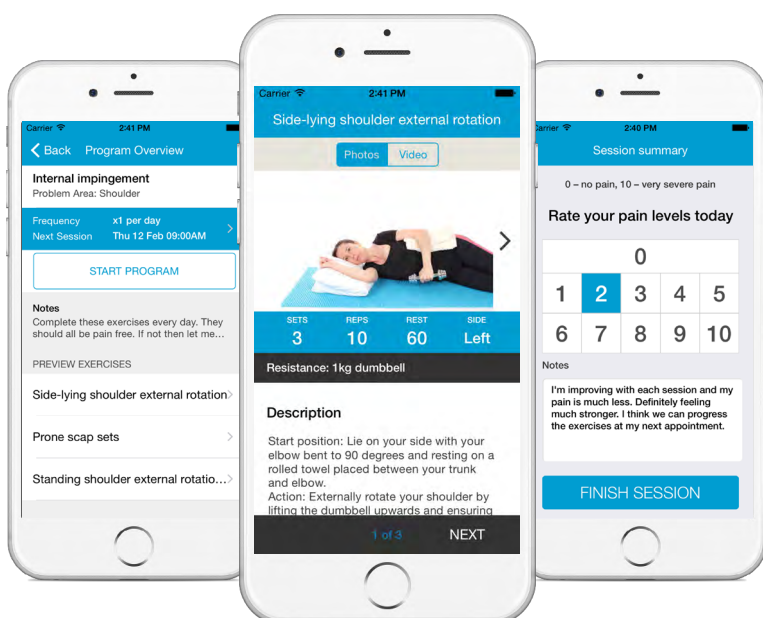 Carrier 2:41 PM
Back Program Overview
Internal impingement
Problem Area: Shoulder
Frequency x1 per day
Next Session Thu 12 Feb 09:00AM
START PROGRAM
Notes
Complete these exercises every day. They
should all be pain free. If not then let me...
PREVIEW EXERCISES
Side-lying shoulder external rotation
Prone scap sets
Standing shoulder external rotatio...
Carrier 2:41 PM
Side-lying shoulder external rotation
Photos Video
SETS REPS REST SIDE
3 10 60 Left
Resistance: 1kg dumbbell
Description
Start position: Lie on your side with your
elbow bent to 90 degrees and resting on a
rolled towel placed between your trunk
and elbow.
Action: Externally rotate your shoulder by
lifting the dumbbell upwards and ensuring
1 of 3 NEXT
Carrier 2:40 PM
Session summary
0 – no pain, 10 – very severe pain
Rate your pain levels today
0
1 2 3 4 5
6 7 8 9 10
Notes
I'm improving with each session and my
pain is much less. Definitely feeling
much stronger. I think we can progress
the exercises at my next appointment.
FINISH SESSION